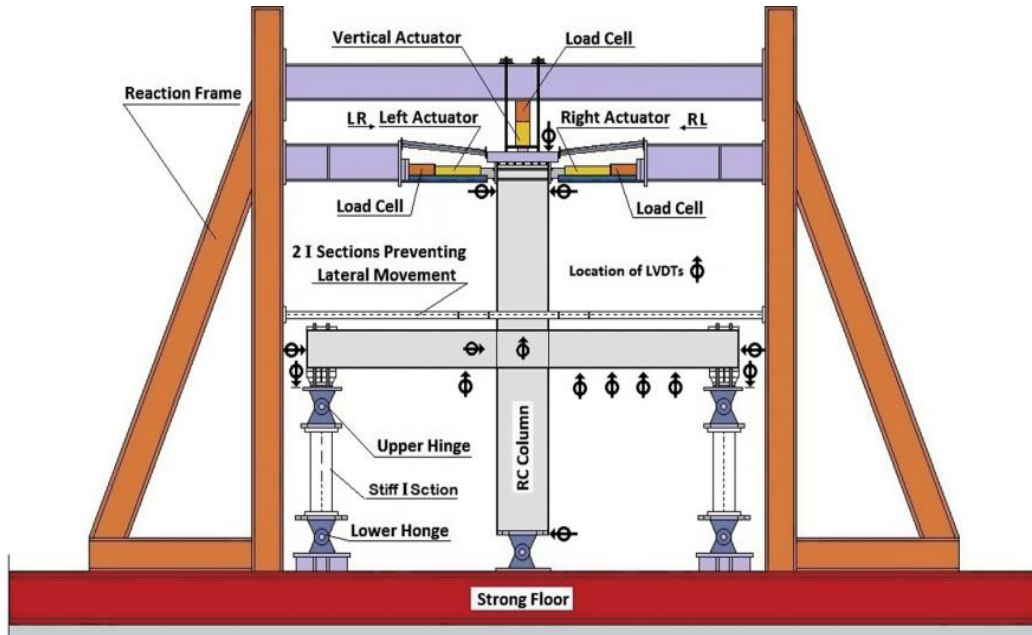 Vertical Actuator
Load Cell
Reaction Frame
LR
Left Actuator
Right Actuator
RL
Load Cell
Load Cell
2 I Sections Preventing
Lateral Movement
Location of LVDTs
RC Column
Upper Hinge
Stiff I Sction
Lower Honge
Strong Floor